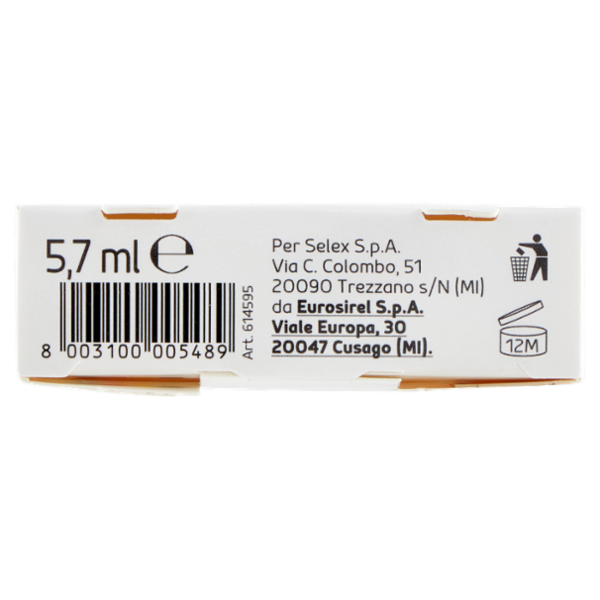 5,7 ml ℮
8 003100 005489
Art. 614595
Per Selex S.p.A.
Via C. Colombo, 51
20090 Trezzano s/N (MI)
da Eurosirel S.p.A.
Viale Europa, 30
20047 Cusago (MI).
12M